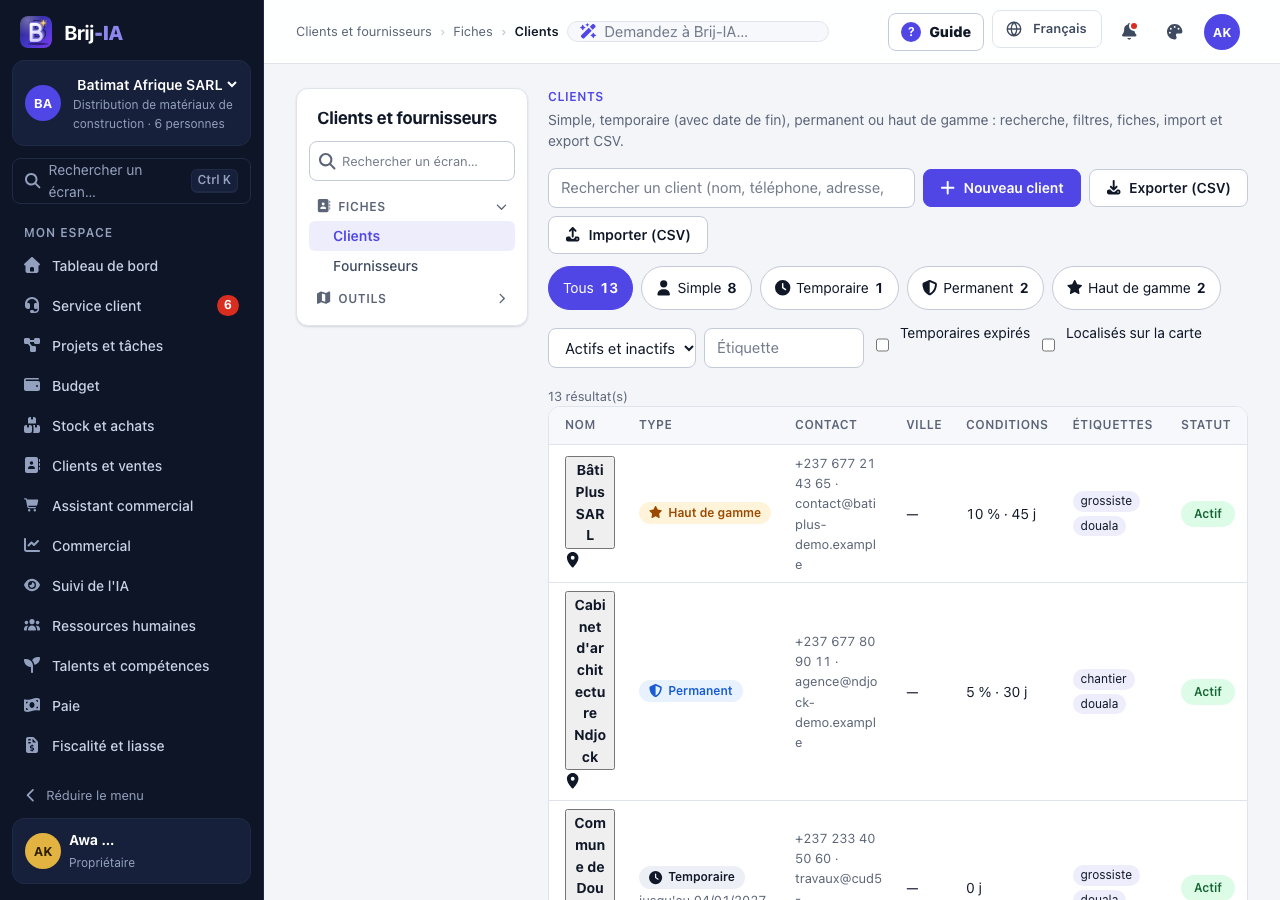 Brij-IA
BA
Batimat Afrique SARL
Distribution de matériaux de
construction · 6 personnes
Rechercher un
écran...
Ctrl K
MON ESPACE
Tableau de bord
Service client
6
Projets et tâches
Budget
Stock et achats
Clients et ventes
Assistant commercial
Commercial
Suivi de l'IA
Ressources humaines
Talents et compétences
Paie
Fiscalité et liasse
Réduire le menu
AK
Awa ...
Propriétaire
Clients et fournisseurs › Fiches › Clients
Demandez à Brij-IA...
? Guide
Français
AK
Clients et fournisseurs
Rechercher un écran...
FICHES
Clients
Fournisseurs
OUTILS
CLIENTS
Simple, temporaire (avec date de fin), permanent ou haut de gamme : recherche, filtres, fiches, import et
export CSV.
Rechercher un client (nom, téléphone, adresse,
Nouveau client
Exporter (CSV)
Importer (CSV)
Tous 13
Simple 8
Temporaire 1
Permanent 2
Haut de gamme 2
Actifs et inactifs
Étiquette
Temporaires expirés
Localisés sur la carte
13 résultat(s)
NOM TYPE CONTACT VILLE CONDITIONS ÉTIQUETTES STATUT
Bâti
Plus
SAR
L
Haut de gamme
+237 677 21
43 65 ·
contact@bati
plus-
demo.exampl
e
—
10 % · 45 j
grossiste
douala
Actif
Cabi
net
d'ar
chit
ectu
re
Ndjo
ck
Permanent
+237 677 80
90 11 ·
agence@ndjo
ck-
demo.exampl
e
—
5 % · 30 j
chantier
douala
Actif
Com
mun
e de
Dou
Temporaire
jusqu'au 04/01/2027
+237 233 40
50 60 ·
travaux@cud5
—
0 j
grossiste
douala
Actif